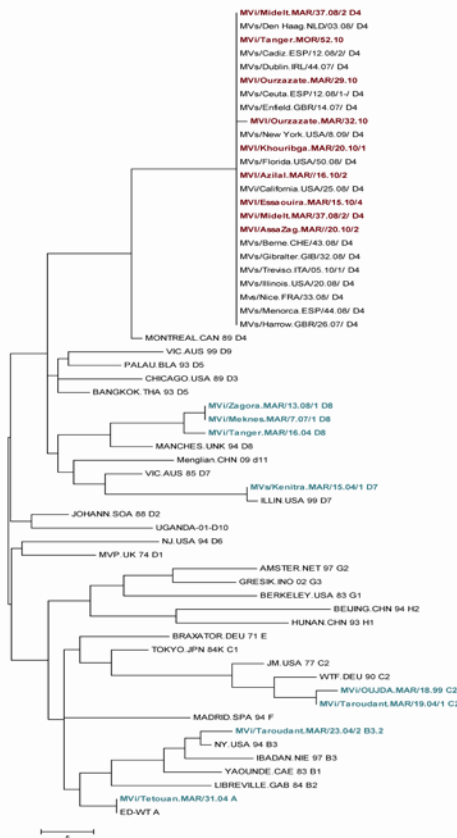 MVi/Midelt.MAR/37.08/2 D4
MVs/Den Haag.NLD/03.08/ D4
MVi/Tanger.MOR/52.10
MVs/Cadiz.ESP/12.08/2/ D4
MVs/Dublin.IRL/44.07/ D4
MVI/Ourzazate.MAR/29.10
MVs/Ceuta.ESP/12.08/1-/ D4
MVs/Enfield.GBR/14.07/ D4
MVI/Ourzazate.MAR/32.10
MVs/New York.USA/8.09/ D4
MVI/Khouribga.MAR/20.10/1
MVs/Florida.USA/50.08/ D4
MVI/Azilal.MAR//16.10/2
MVi/California.USA/25.08/ D4
MVI/Essaouira.MAR/15.10/4
MVi/Midelt.MAR/37.08/2/ D4
MVI/AssaZag.MAR//20.10/2
MVs/Berne.CHE/43.08/ D4
MVs/Gibralter.GIB/32.08/ D4
MVs/Treviso.ITA/05.10/1/ D4
MVs/Illinois.USA/20.08/ D4
Mvs/Nice.FRA/33.08/ D4
MVs/Menorca.ESP/44.08/ D4
MVs/Harrow.GBR/26.07/ D4
MONTREAL.CAN 89 D4
VIC.AUS 99 D9
PALAU.BLA 93 D5
CHICAGO.USA 89 D3
BANGKOK.THA 93 D5
MVi/Zagora.MAR/13.08/1 D8
MVi/Meknes.MAR/7.07/1 D8
MVi/Tanger.MAR/16.04 D8
MANCHES.UNK 94 D8
Menglian.CHN 09 d11
VIC.AUS 85 D7
MVs/Kenitra.MAR/15.04/1 D7
ILLIN.USA 99 D7
JOHANN.SOA 88 D2
UGANDA-01-D10
NJ.USA 94 D6
MVP.UK 74 D1
AMSTER.NET 97 G2
GRESIK.INO 02 G3
BERKELEY.USA 83 G1
BEIJING.CHN 94 H2
HUNAN.CHN 93 H1
BRAXATOR.DEU 71 E
TOKYO.JPN 84K C1
JM.USA 77 C2
WTF.DEU 90 C2
MVi/OUJDA.MAR/18.99 C2
MVi/Taroudant.MAR/19.04/1 C2
MADRID.SPA 94 F
MVi/Taroudant.MAR/23.04/2 B3.2
NY.USA 94 B3
IBADAN.NIE 97 B3
YAOUNDE.CAE 83 B1
LIBREVILLE.GAB 84 B2
MVi/Tetouan.MAR/31.04 A
ED-WT A